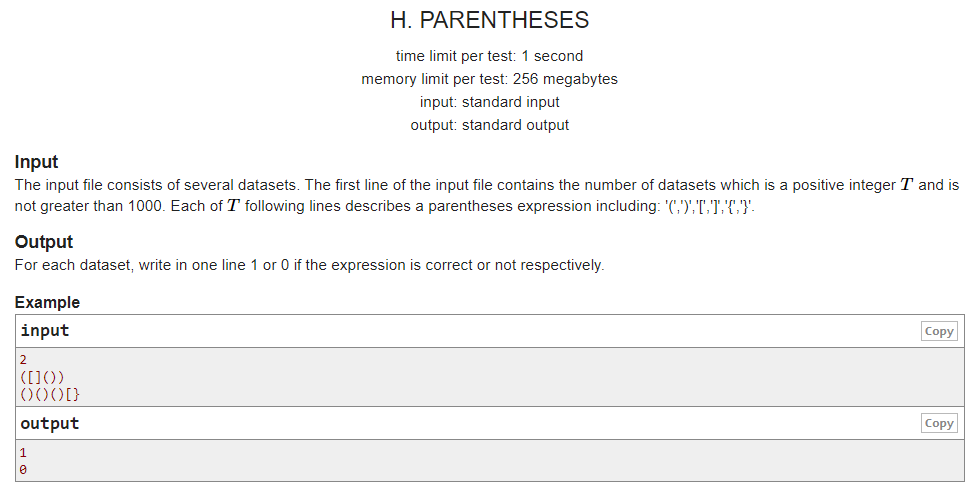 H. PARENTHESES
time limit per test: 1 second
memory limit per test: 256 megabytes
input: standard input
output: standard output
Input
The input file consists of several datasets. The first line of the input file contains the number of datasets which is a positive integer T and is
not greater than 1000. Each of T following lines describes a parentheses expression including: '(',')','[',']','{','}'.
Output
For each dataset, write in one line 1 or 0 if the expression is correct or not respectively.
Example
input
Copy
2
([]())
()()()[}
output
Copy
1
0